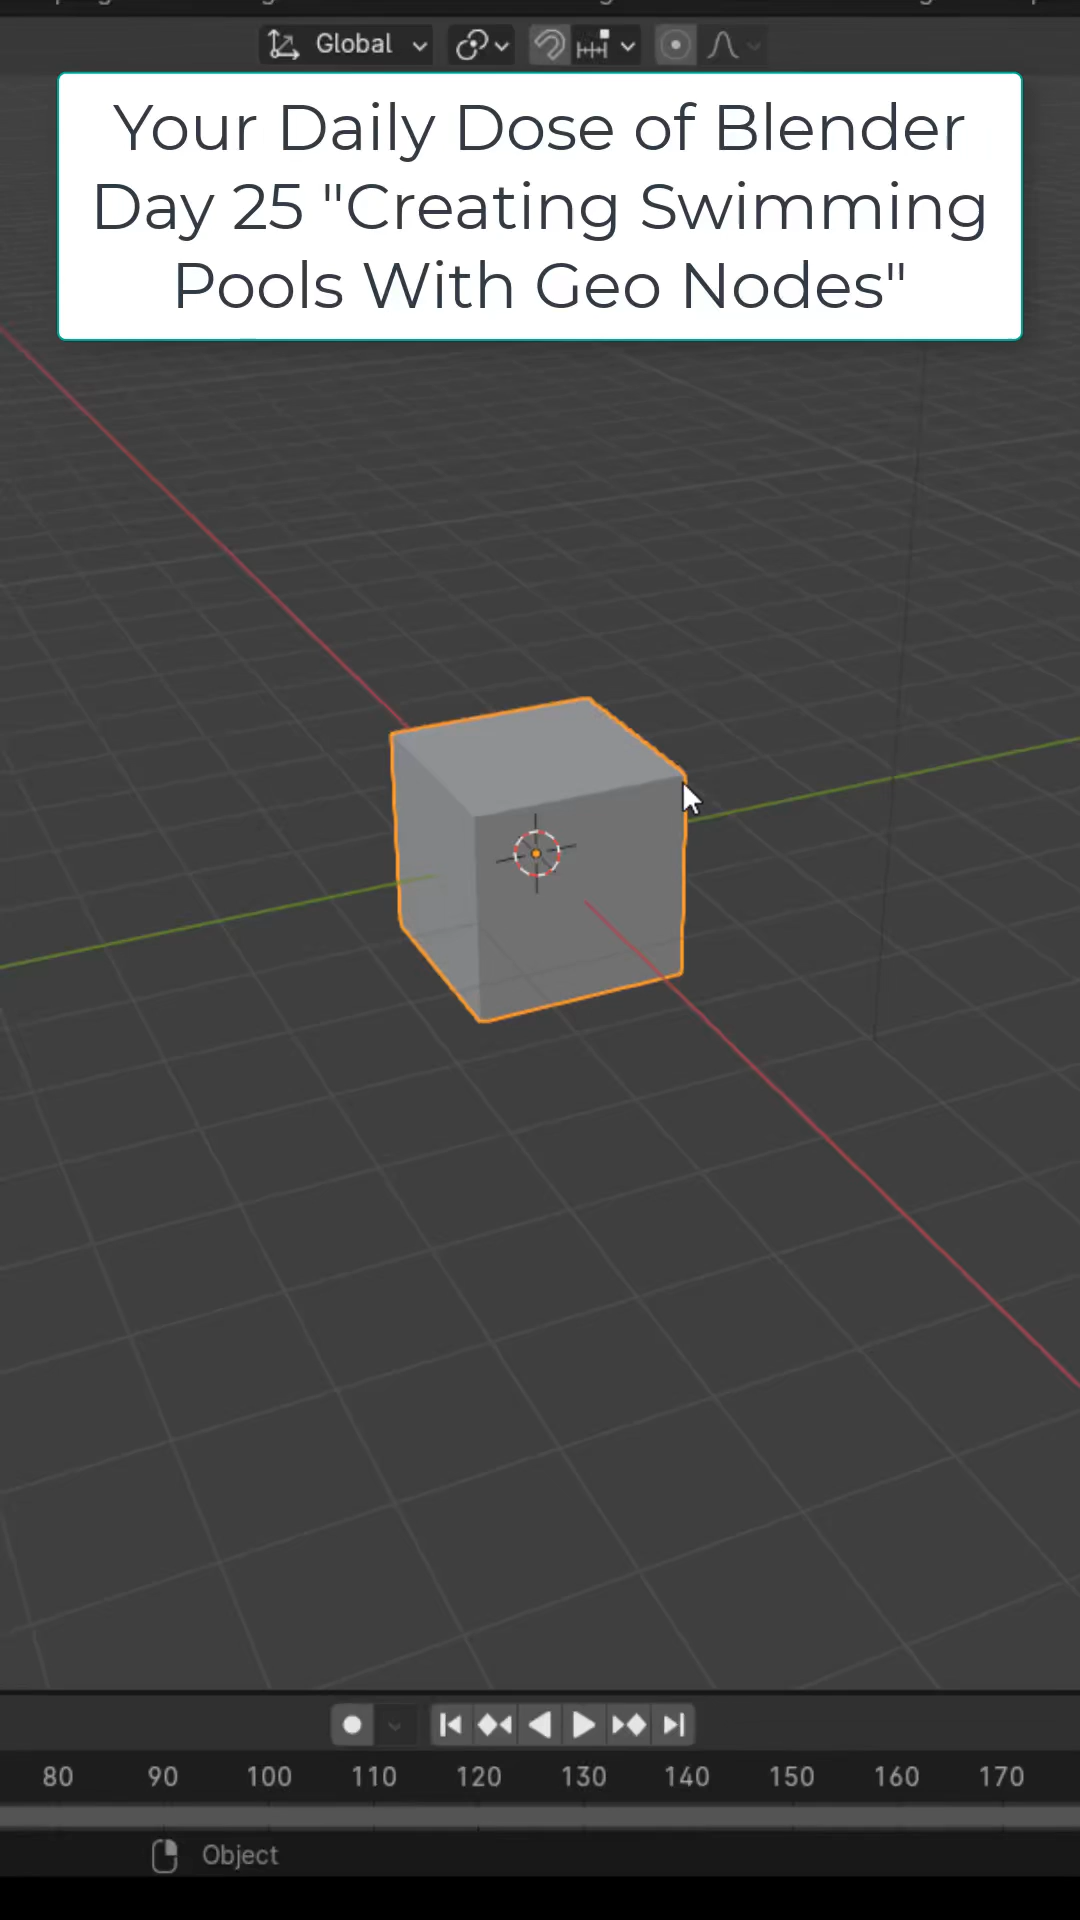 Global
Your Daily Dose of Blender
Day 25 "Creating Swimming
Pools With Geo Nodes"
80 90 100 110 120 130 140 150 160 170
Object